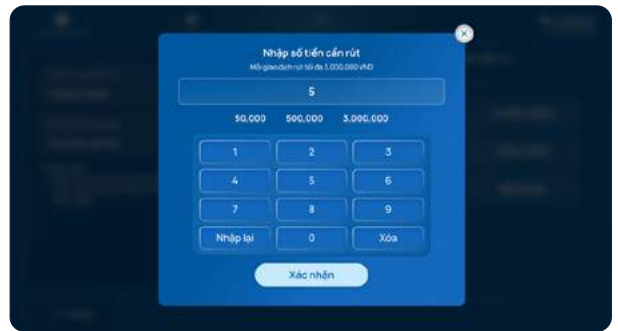 Nhập số tiền cần rút
Mỗi giao dịch rút tối đa 3,000,000 VND
5
50,000 500,000 3,000,000
1 2 3
4 5 6
7 8 9
Nhập lại 0 Xóa
Xác nhận